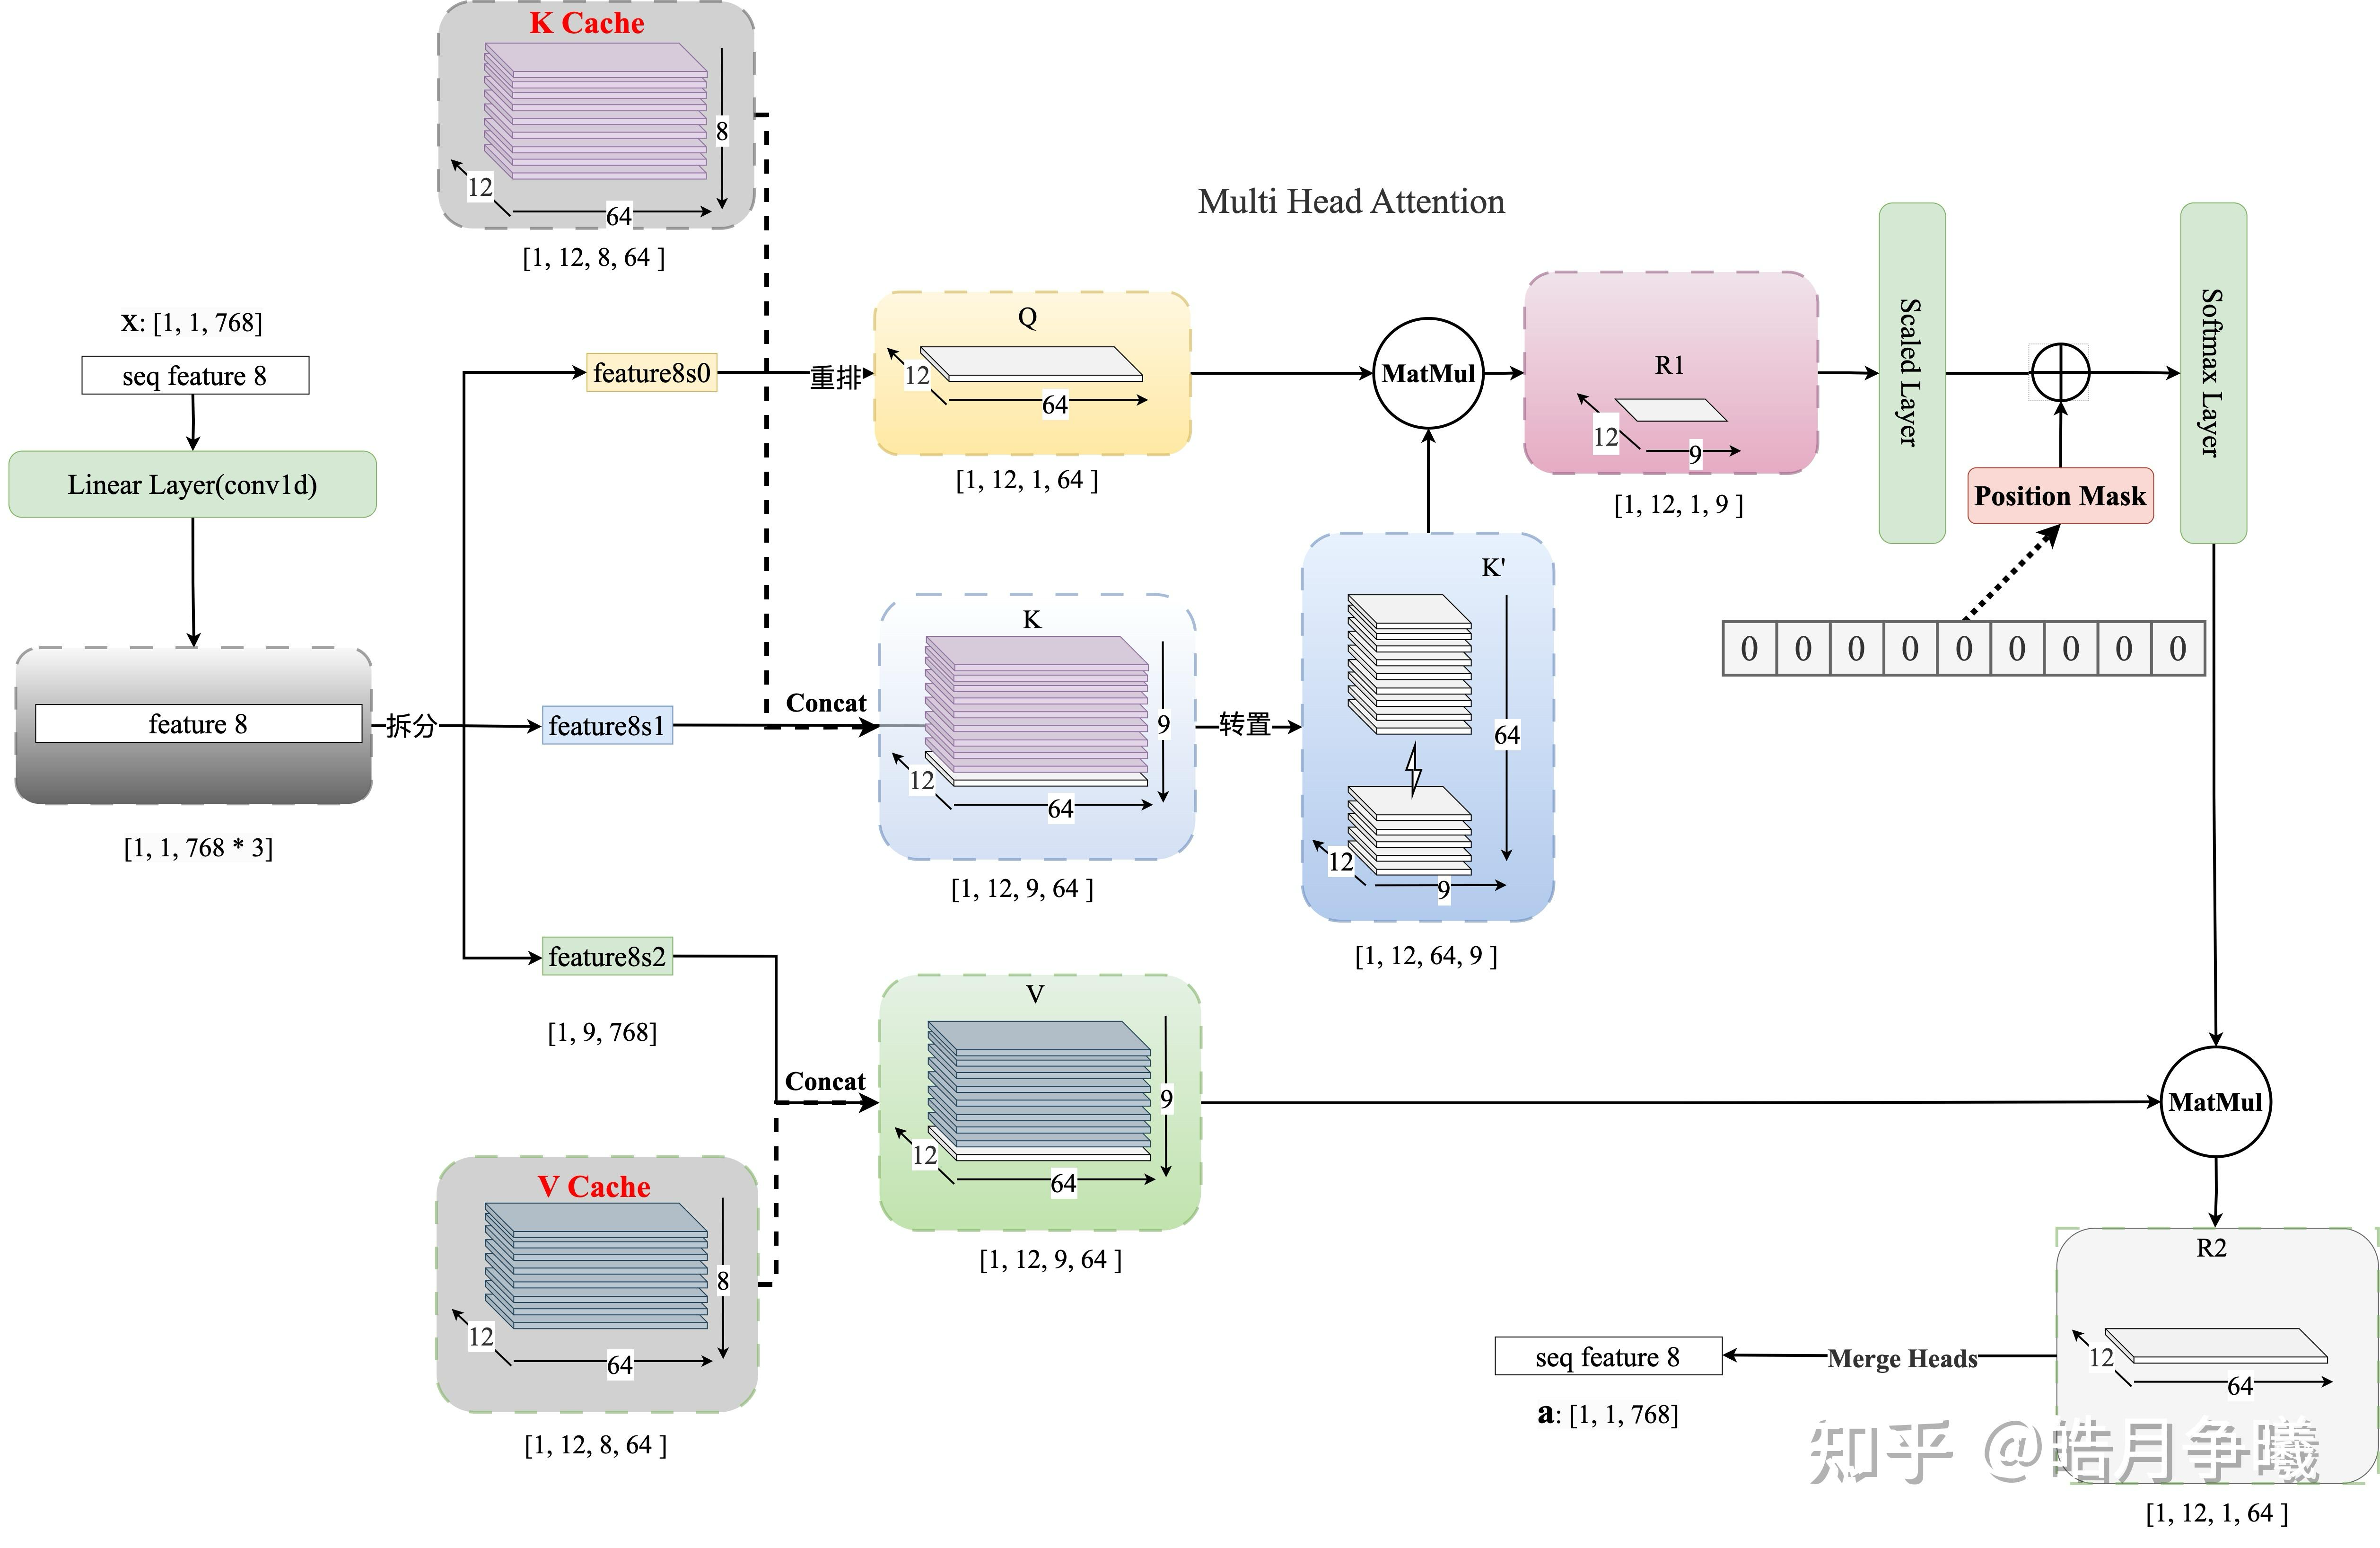 K Cache
8
12
64
[1, 12, 8, 64 ]
Multi Head Attention
x: [1, 1, 768]
seq feature 8
Linear Layer(conv1d)
feature 8
[1, 1, 768 * 3]
拆分
feature8s0
重排
Q
12
64
[1, 12, 1, 64 ]
MatMul
R1
12
9
[1, 12, 1, 9 ]
Scaled Layer
Softmax Layer
Position Mask
0 0 0 0 0 0 0 0 0
feature8s1
Concat
K
9
12
64
[1, 12, 9, 64 ]
转置
K'
64
12
9
[1, 12, 64, 9 ]
feature8s2
[1, 9, 768]
Concat
V
9
12
64
[1, 12, 9, 64 ]
MatMul
V Cache
8
12
64
[1, 12, 8, 64 ]
R2
12
64
[1, 12, 1, 64 ]
Merge Heads
seq feature 8
a: [1, 1, 768]
知乎 @皓月争曦